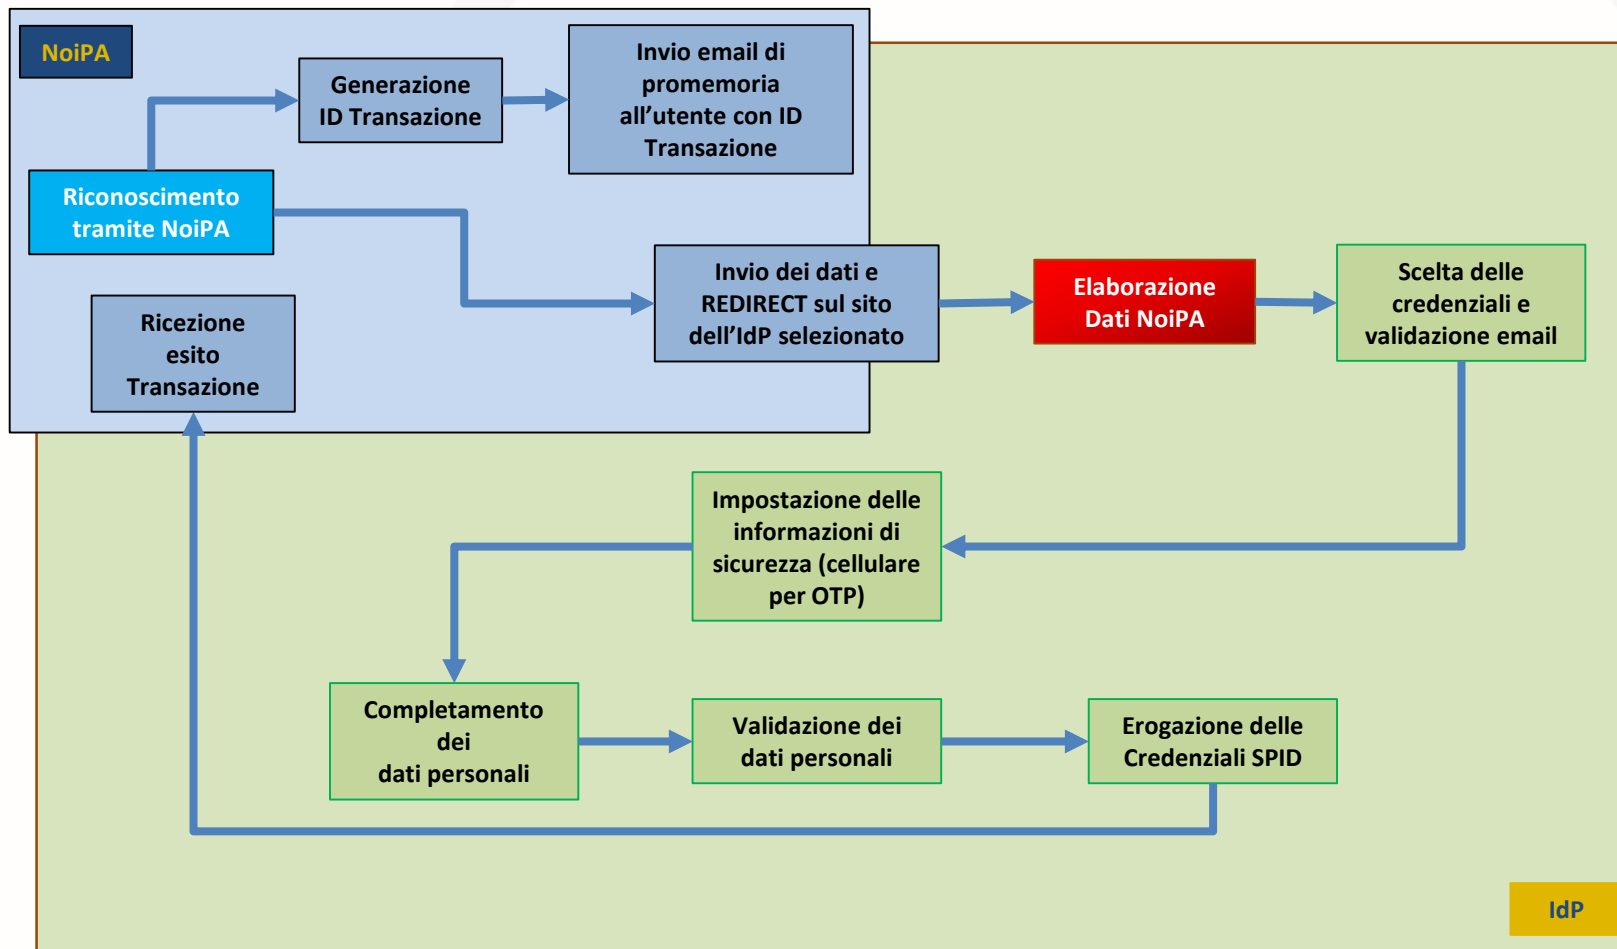 NoiPA
Generazione
ID Transazione
Invio email di
promemoria
all’utente con ID
Transazione
Riconoscimento
tramite NoiPA
Invio dei dati e
REDIRECT sul sito
dell’IdP selezionato
Elaborazione
Dati NoiPA
Scelta delle
credenziali e
validazione email
Ricezione
esito
Transazione
Impostazione delle
informazioni di
sicurezza (cellulare
per OTP)
Completamento
dei
dati personali
Validazione dei
dati personali
Erogazione delle
Credenziali SPID
IdP